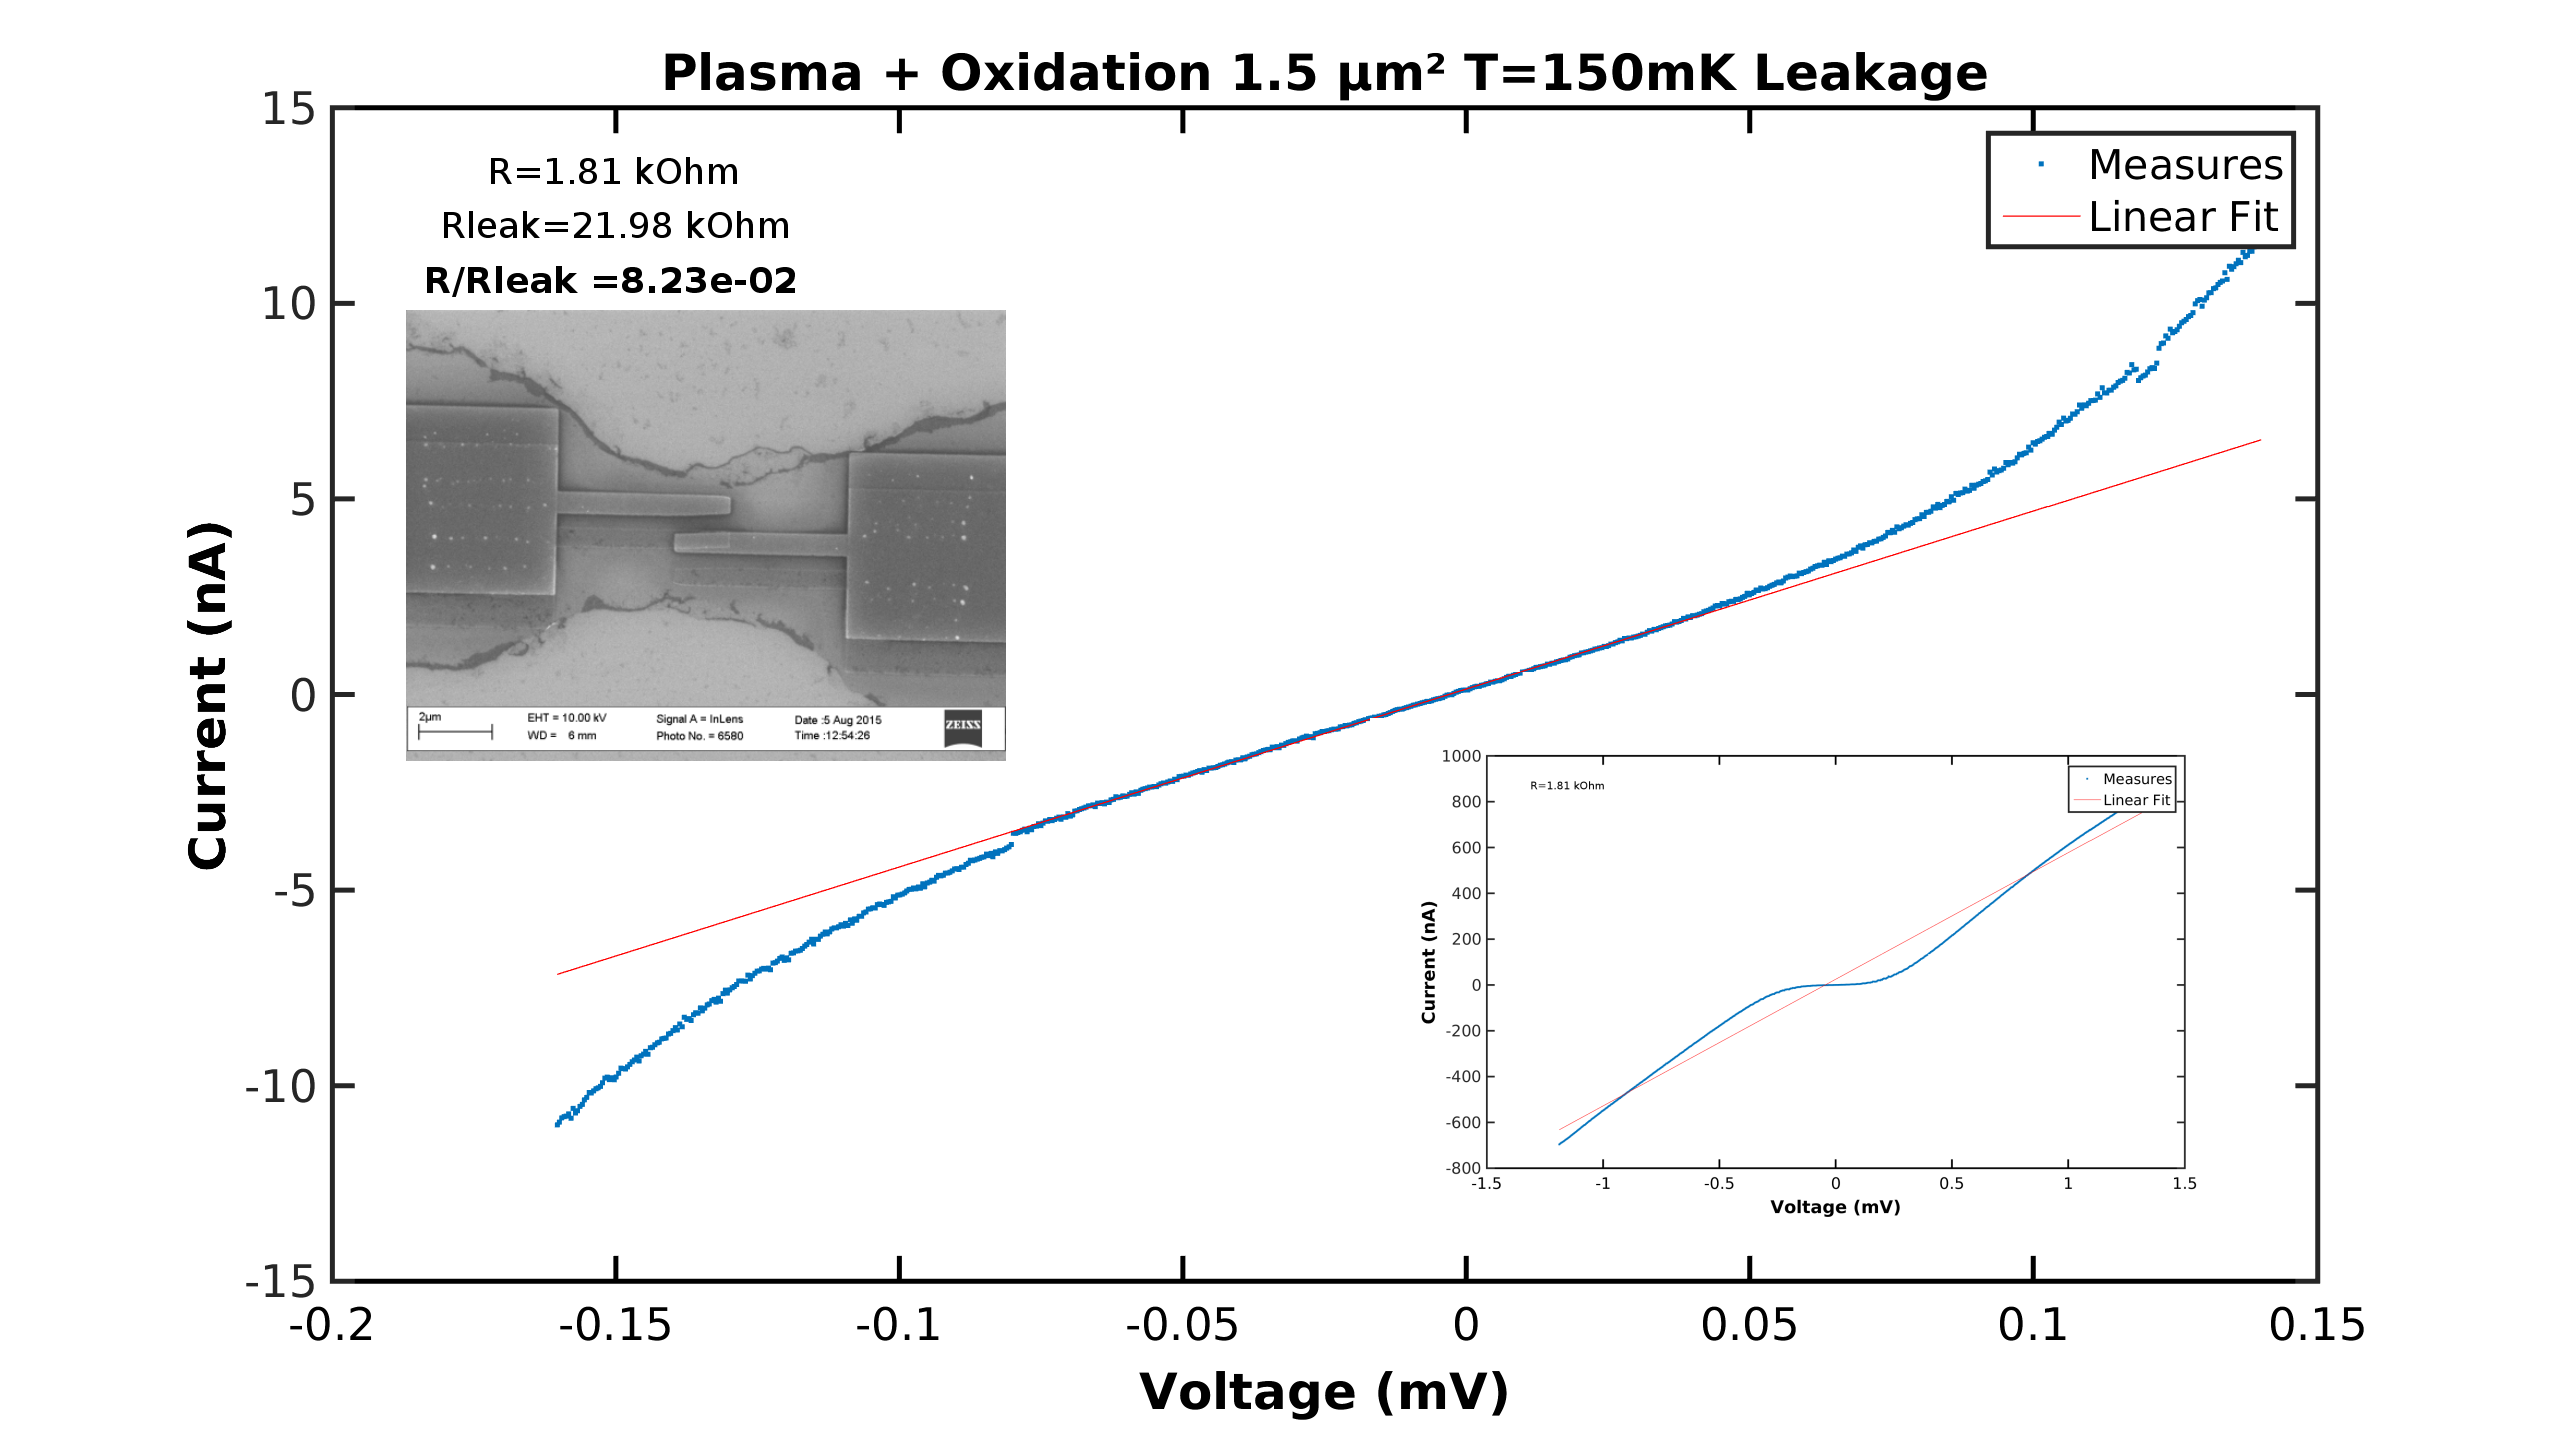 Plasma + Oxidation 1.5 µm² T=150mK Leakage
15
10
5
0
-5
-10
-15
Current (nA)
R=1.81 kOhm
Rleak=21.98 kOhm
R/Rleak =8.23e-02
Measures
Linear Fit
2µm
EHT = 10.00 kV
WD = 6 mm
Signal A = InLens
Photo No. = 6580
Date :5 Aug 2015
Time :12:54:26
ZEISS
1000
800
600
400
200
0
-200
-400
-600
-800
Current (nA)
R=1.81 kOhm
Measures
Linear Fit
-1.5 -1 -0.5 0 0.5 1 1.5
Voltage (mV)
-0.2 -0.15 -0.1 -0.05 0 0.05 0.1 0.15
Voltage (mV)